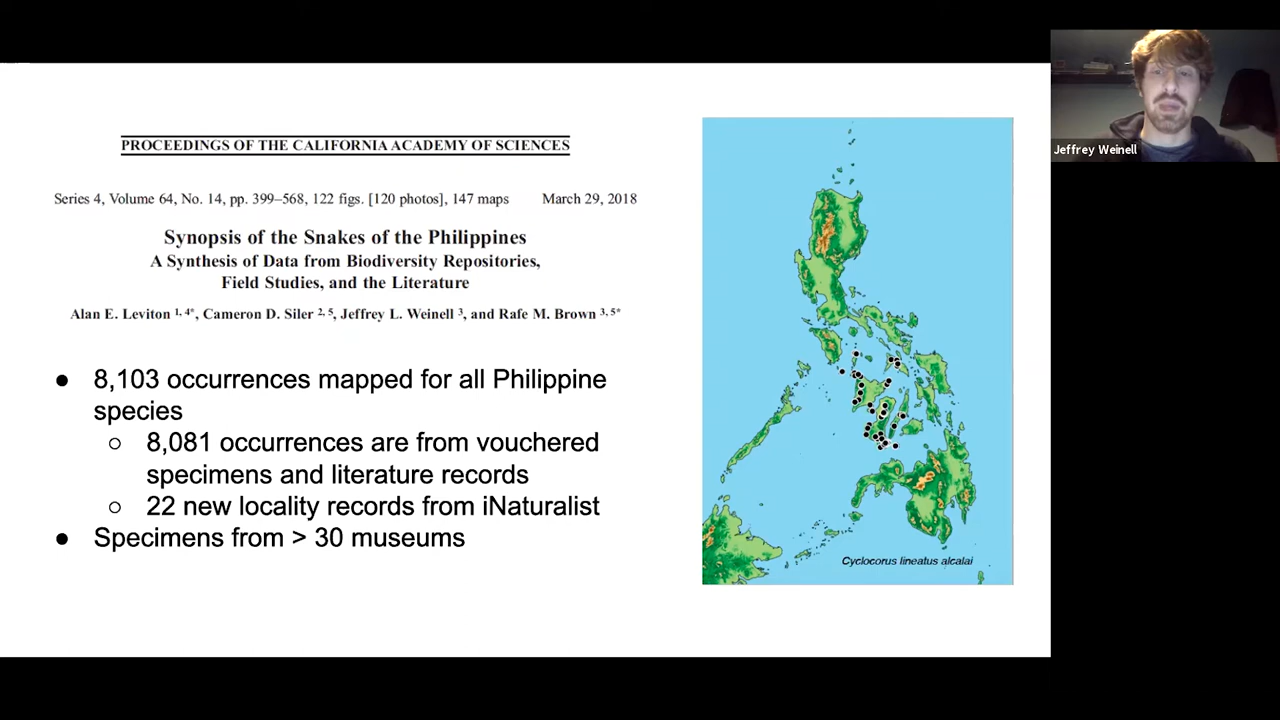 PROCEEDINGS OF THE CALIFORNIA ACADEMY OF SCIENCES
Series 4, Volume 64, No. 14, pp. 399–568, 122 figs. [120 photos], 147 maps March 29, 2018
Synopsis of the Snakes of the Philippines
A Synthesis of Data from Biodiversity Repositories,
Field Studies, and the Literature
Alan E. Leviton 1, 4*, Cameron D. Siler 2, 5, Jeffrey L. Weinell 3, and Rafe M. Brown 3, 5*
● 8,103 occurrences mapped for all Philippine
species
○ 8,081 occurrences are from vouchered
specimens and literature records
○ 22 new locality records from iNaturalist
● Specimens from > 30 museums
Cyclocorus lineatus alcalai
Jeffrey Weinell